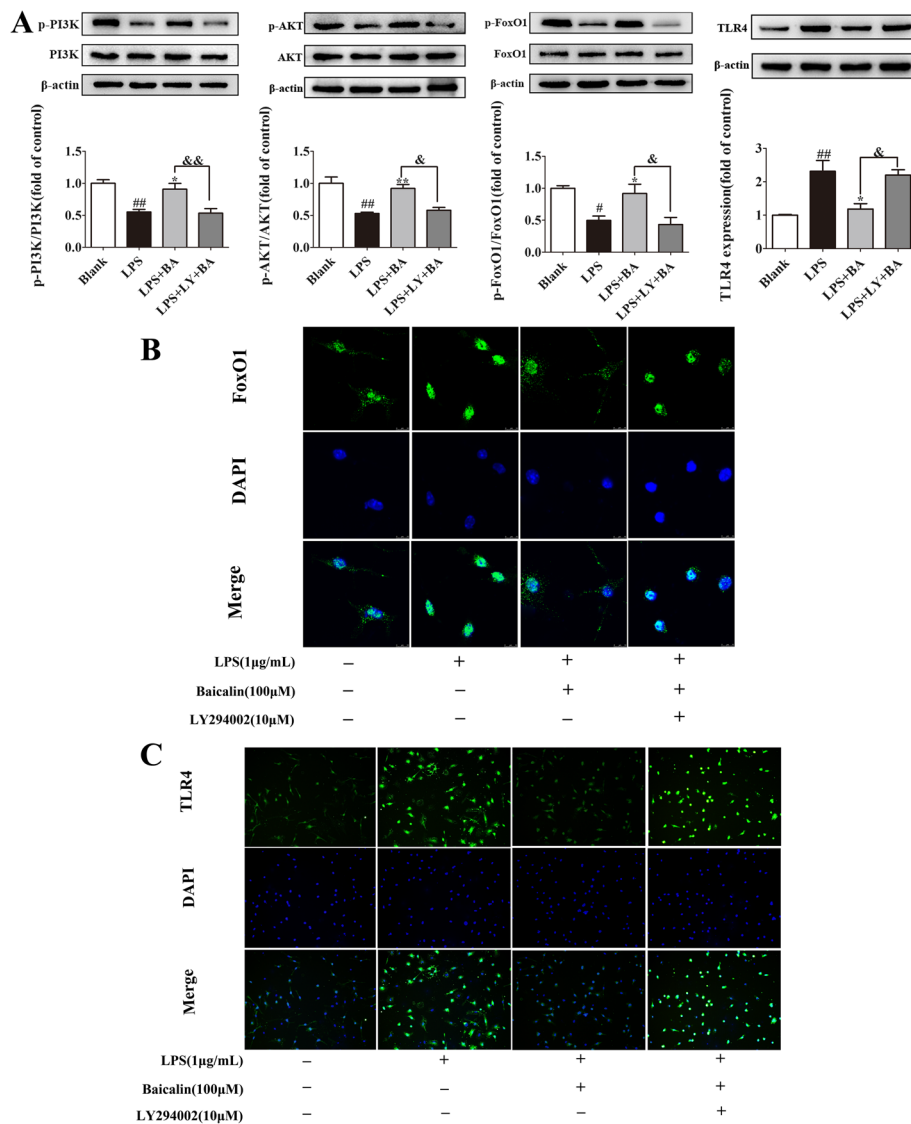 A
p-PI3K
PI3K
β-actin
p-AKT
AKT
β-actin
p-FoxO1
FoxO1
β-actin
TLR4
β-actin
p-PI3K/PI3K(fold of control)
1.5
1.0
0.5
0.0
##
*
&&
Blank
LPS
LPS+BA
LPS+LY+BA
p-AKT/AKT(fold of control)
1.5
1.0
0.5
0.0
##
**
&
Blank
LPS
LPS+BA
LPS+LY+BA
p-FoxO1/FoxO1(fold of control)
1.5
1.0
0.5
0.0
#
*
&
Blank
LPS
LPS+BA
LPS+LY+BA
TLR4 expression(fold of control)
3
2
1
0
##
*
&
Blank
LPS
LPS+BA
LPS+LY+BA
B
FoxO1
DAPI
Merge
LPS(1μg/mL) − + + +
Baicalin(100μM) − − + +
LY294002(10μM) − − − +
C
TLR4
DAPI
Merge
LPS(1μg/mL) − + + +
Baicalin(100μM) − − + +
LY294002(10μM) − − − +